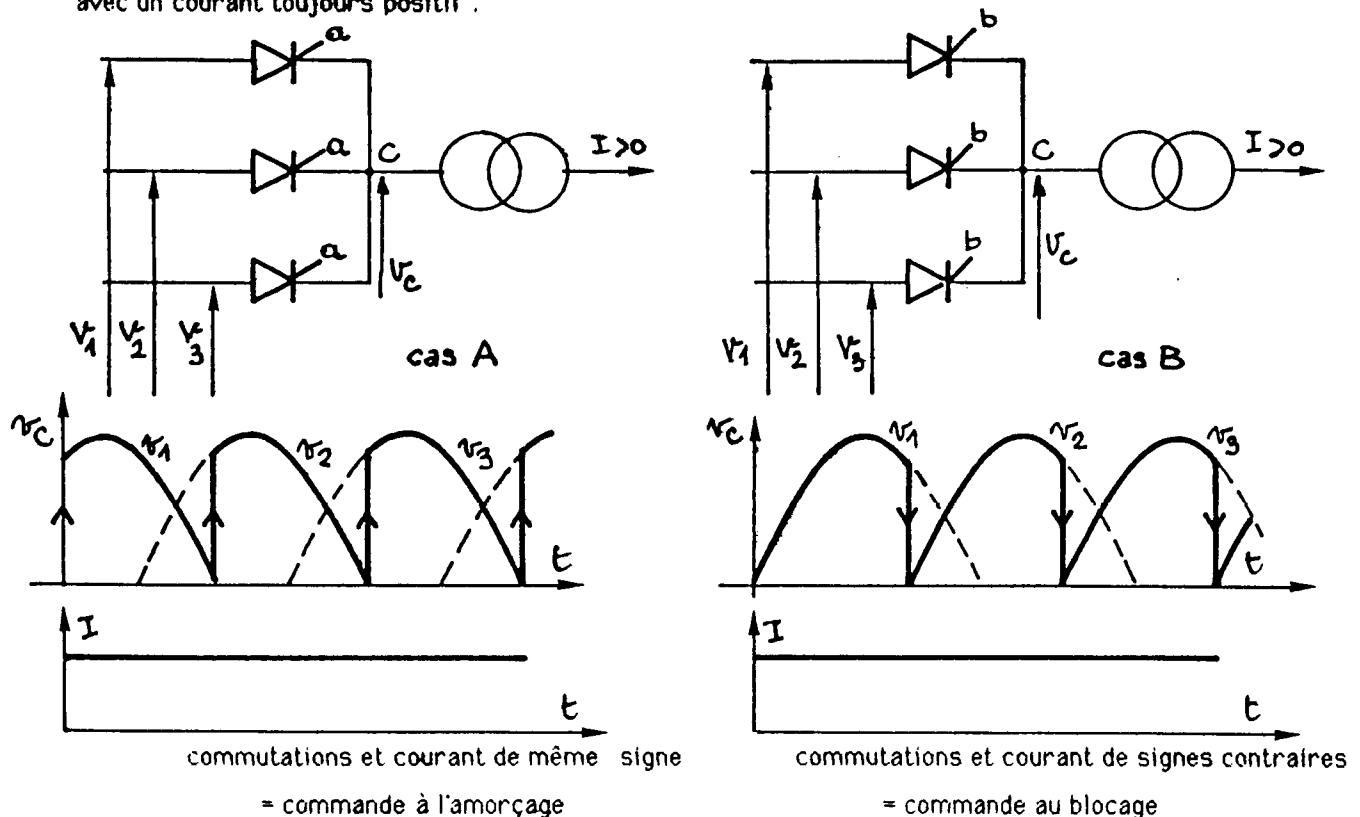 avec un courant toujours positif .
a
a
a
C
I>0
Vc
V1
V2
V3
cas A
b
b
b
C
I>0
Vc
V1
V2
V3
cas B
vc
v1
v2
v3
t
I
t
vc
v1
v2
v3
t
I
t
commutations et courant de même signe
= commande à l'amorçage
commutations et courant de signes contraires
= commande au blocage